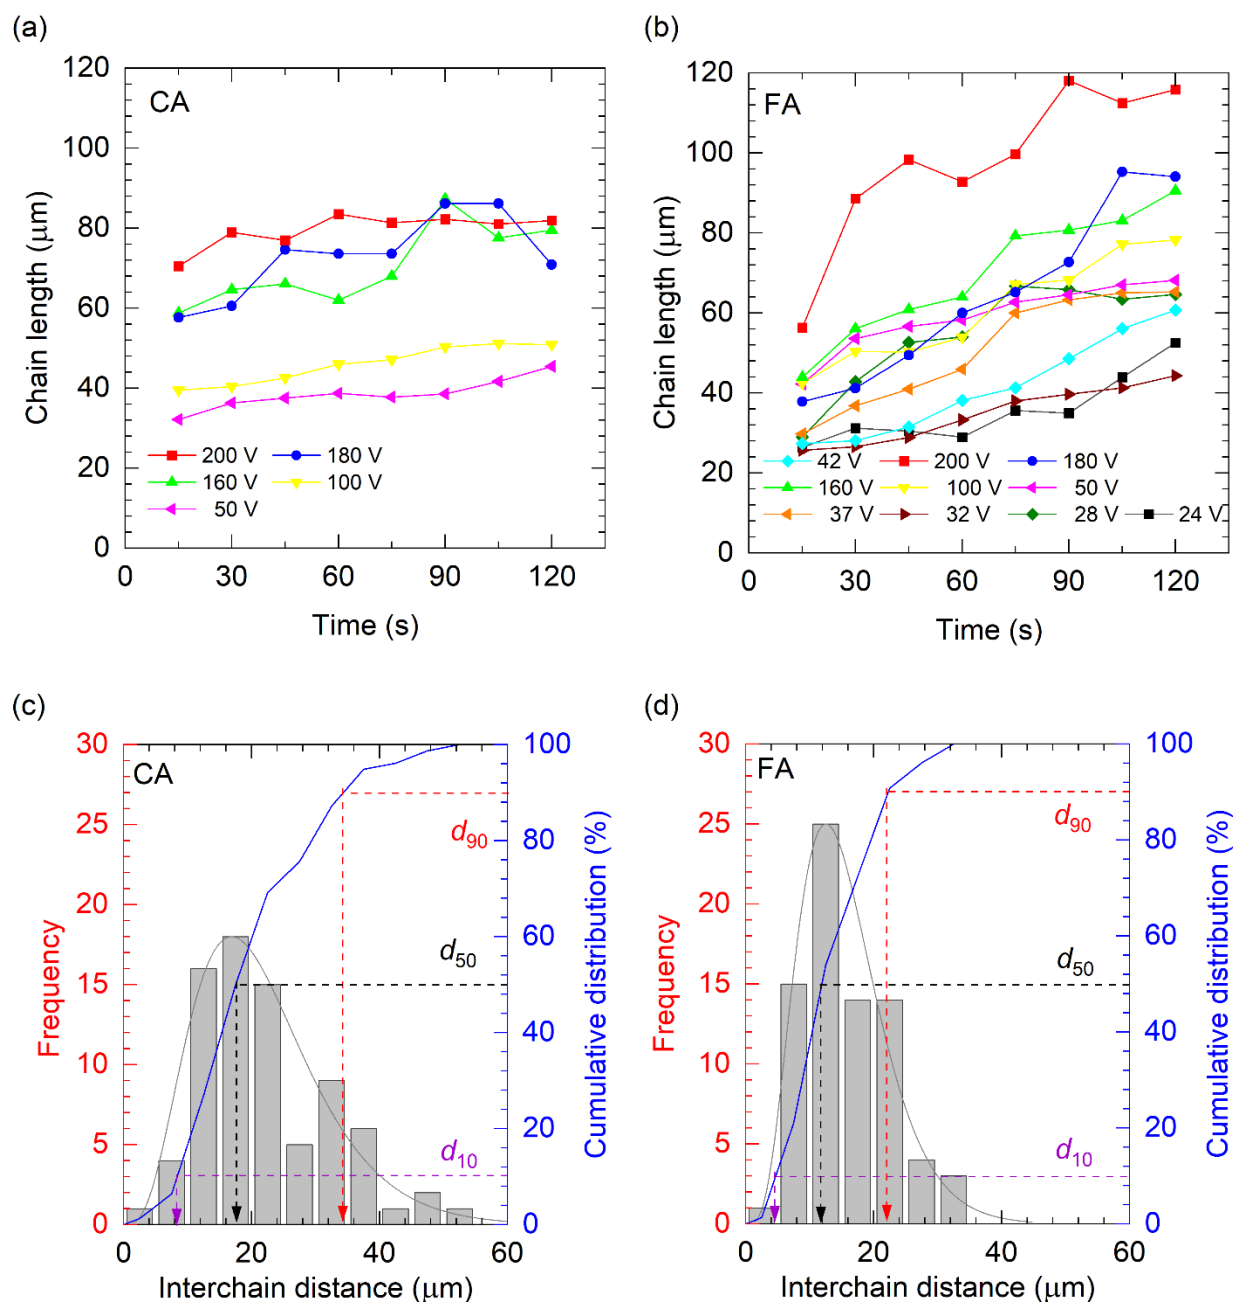 (a)
CA
120
100
80
60
40
20
0
Chain length (μm)
200 V 180 V
160 V 100 V
50 V
0 30 60 90 120
Time (s)
(b)
FA
120
100
80
60
40
20
0
Chain length (μm)
42 V 200 V 180 V
160 V 100 V 50 V
37 V 32 V 28 V 24 V
0 30 60 90 120
Time (s)
(c)
CA
30
25
20
15
10
5
0
Frequency
d90
d50
d10
100
80
60
40
20
0
Cumulative distribution (%)
0 20 40 60
Interchain distance (μm)
(d)
FA
30
25
20
15
10
5
0
Frequency
d90
d50
d10
100
80
60
40
20
0
Cumulative distribution (%)
0 20 40 60
Interchain distance (μm)